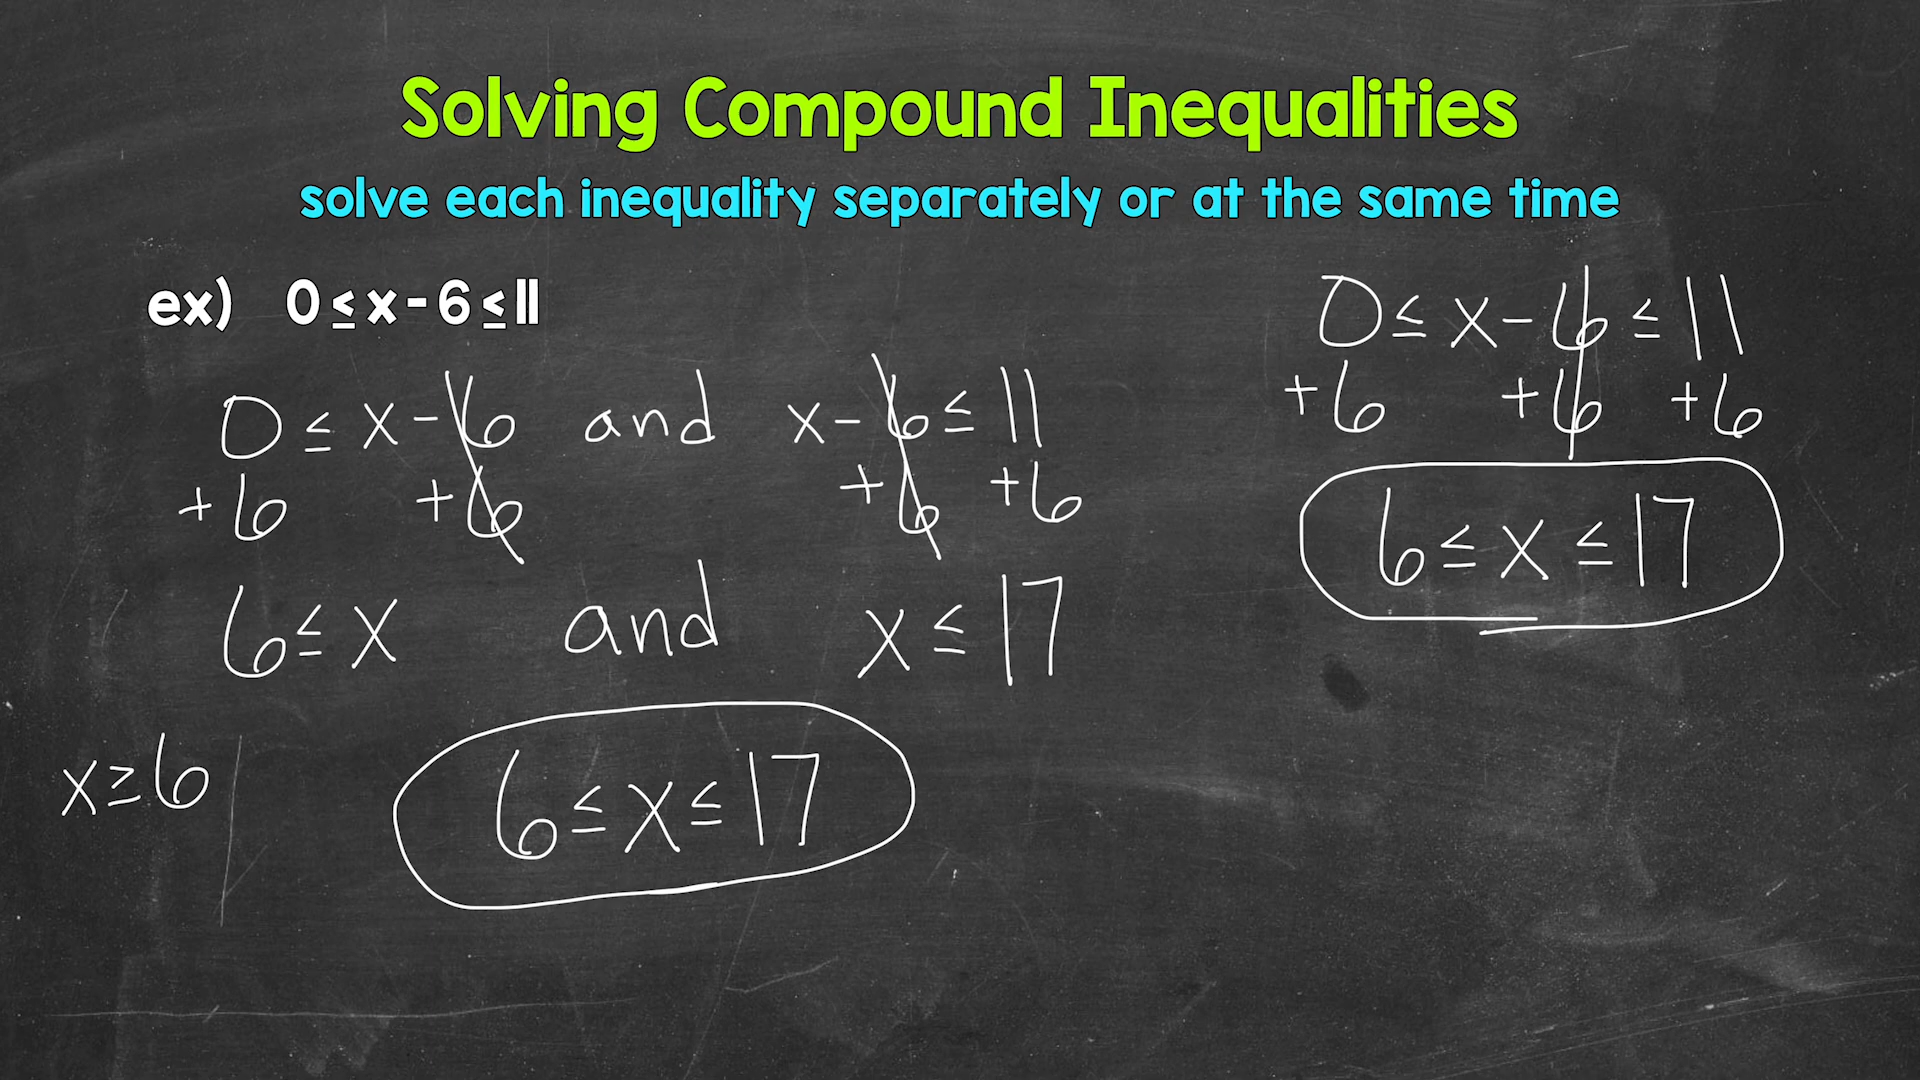 Solving Compound Inequalities
solve each inequality separately or at the same time
ex) 0 ≤ x - 6 ≤ 11
0 ≤ x - 6 and x - 6 ≤ 11
+6 +6 +6 +6
6 ≤ x and x ≤ 17
x ≥ 6
6 ≤ x ≤ 17
0 ≤ x - 6 ≤ 11
+6 +6 +6
6 ≤ x ≤ 17